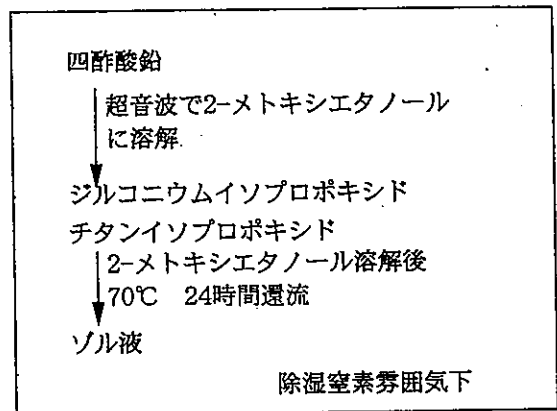 四酢酸鉛
超音波で2-メトキシエタノール
に溶解
ジルコニウムイソプロポキシド
チタンイソプロポキシド
2-メトキシエタノール溶解後
70℃ 24時間還流
ゾル液
除湿窒素雰囲気下